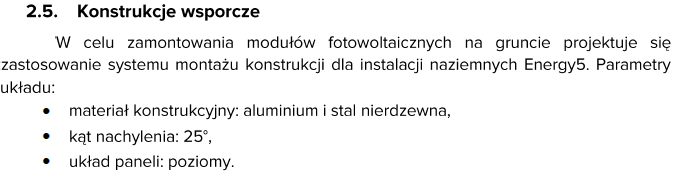 2.5. Konstrukcje wsporcze
W celu zamontowania modułów fotowoltaicznych na gruncie projektuje się
zastosowanie systemu montażu konstrukcji dla instalacji naziemnych Energy5. Parametry
układu:
• materiał konstrukcyjny: aluminium i stal nierdzewna,
• kąt nachylenia: 25°,
• układ paneli: poziomy.